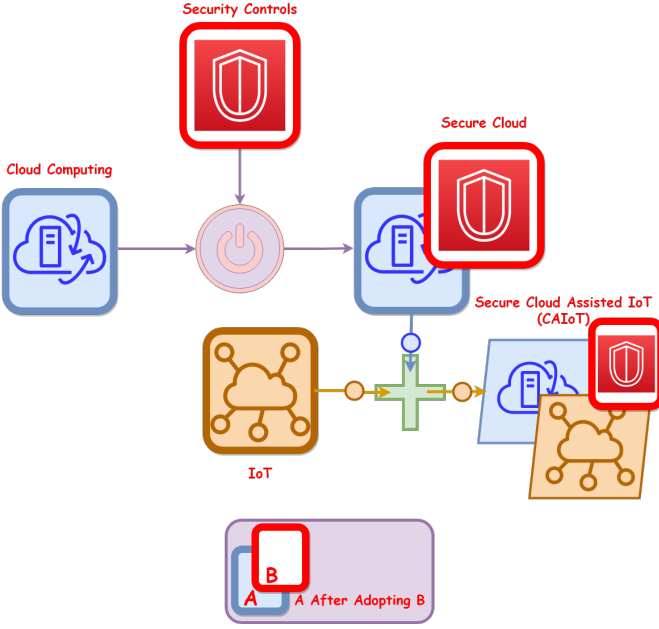 Security Controls
Secure Cloud
Cloud Computing
Secure Cloud Assisted IoT
(CAIoT)
IoT
B
A
A After Adopting B